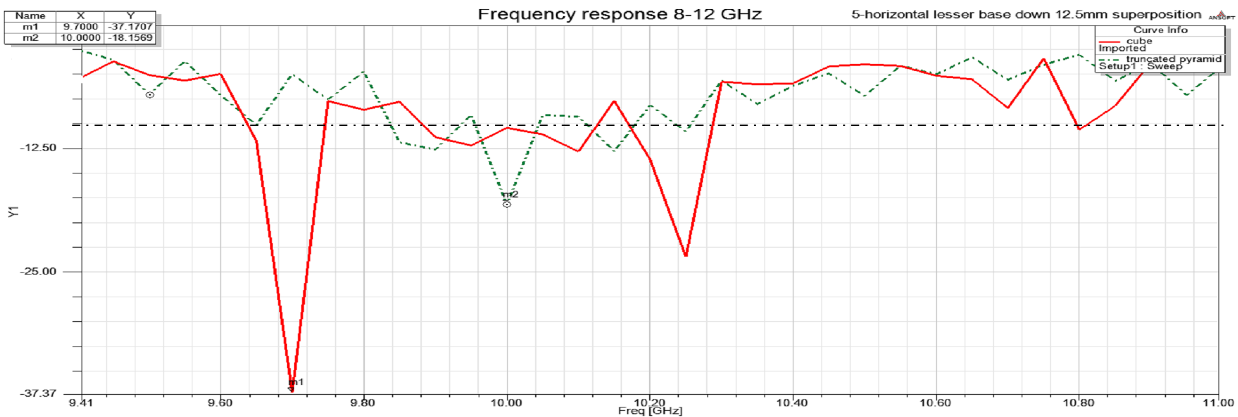 Name X Y
m1 9.7000 -37.1707
m2 10.0000 -18.1569
Frequency response 8-12 GHz
5-horizontal lesser base down 12.5mm superposition
ANSOFT
Curve Info
cube
Imported
truncated pyramid
Setup1 : Sweep
-12.50
m2
Y1
-25.00
m1
-37.37
9.41 9.60 9.80 10.00 10.20 10.40 10.60 10.80 11.00
Freq [GHz]